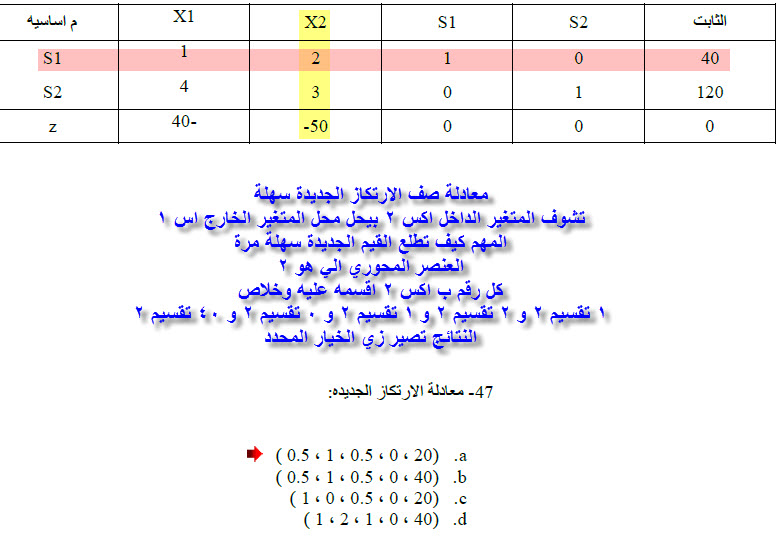 م اساسيه X1 X2 S1 S2 الثابت
S1 1 2 1 0 40
S2 4 3 0 1 120
z 40- -50 0 0 0
معادلة صف الارتكاز الجديدة سهلة
تشوف المتغير الداخل اكس ٢ بيحل محل المتغير الخارج اس ١
المهم كيف تطلع القيم الجديدة سهلة مرة
العنصر المحوري الي هو ٢
كل رقم ب اكس ٢ اقسمه عليه وخلاص
١ تقسيم ٢ و ٢ تقسيم ٢ و ١ تقسيم ٢ و ٠ تقسيم ٢ و ٤٠ تقسيم ٢
النتائج تصير زي الخيار المحدد
47- معادلة الارتكاز الجديده:
a. (20 ، 0 ، 0.5 ، 1 ، 0.5 )
b. (40 ، 0 ، 0.5 ، 1 ، 0.5 )
c. (20 ، 0 ، 0.5 ، 0 ، 1 )
d. (40 ، 0 ، 1 ، 2 ، 1 )